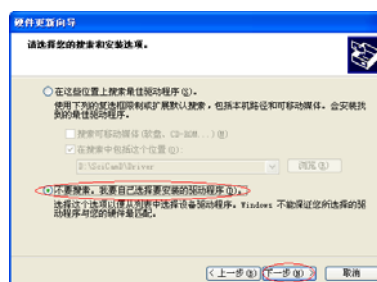 硬件更新向导
请选择您的搜索和安装选项。
在这些位置上搜索最佳驱动程序(S)。
使用下列的复选框限制或扩展默认搜索，包括本机路径和可移动媒体。会安装找
到的最佳驱动程序。
搜索可移动媒体(软盘、CD-ROM...)(M)
在搜索中包括这个位置(O):
D:\SciCamS\Driver
浏览(R)
不要搜索。我要自己选择要安装的驱动程序(D)。
选择这个选项以便从列表中选择设备驱动程序。Windows 不能保证您所选择的驱
动程序与您的硬件最匹配。
< 上一步(B)
下一步(N) >
取消